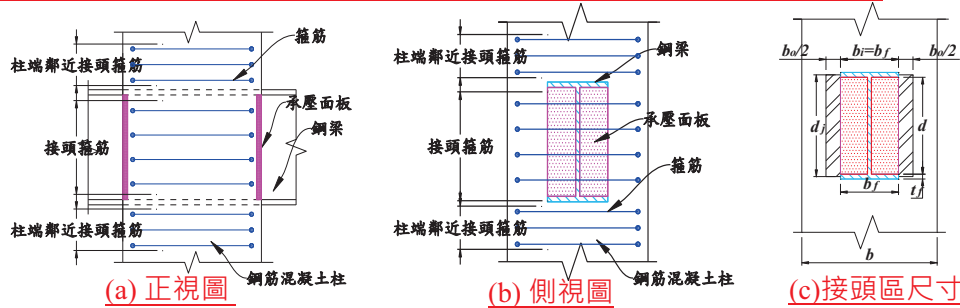 箍筋
柱端鄰近接頭箍筋
承壓面板
鋼梁
接頭箍筋
柱端鄰近接頭箍筋
鋼筋混凝土柱
(a) 正視圖
柱端鄰近接頭箍筋
鋼梁
承壓面板
接頭箍筋
箍筋
柱端鄰近接頭箍筋
鋼筋混凝土柱
(b) 側視圖
bₒ/2
bᵢ=b_f
bₒ/2
d_j
d
b_f
t_f
b
(c)接頭區尺寸